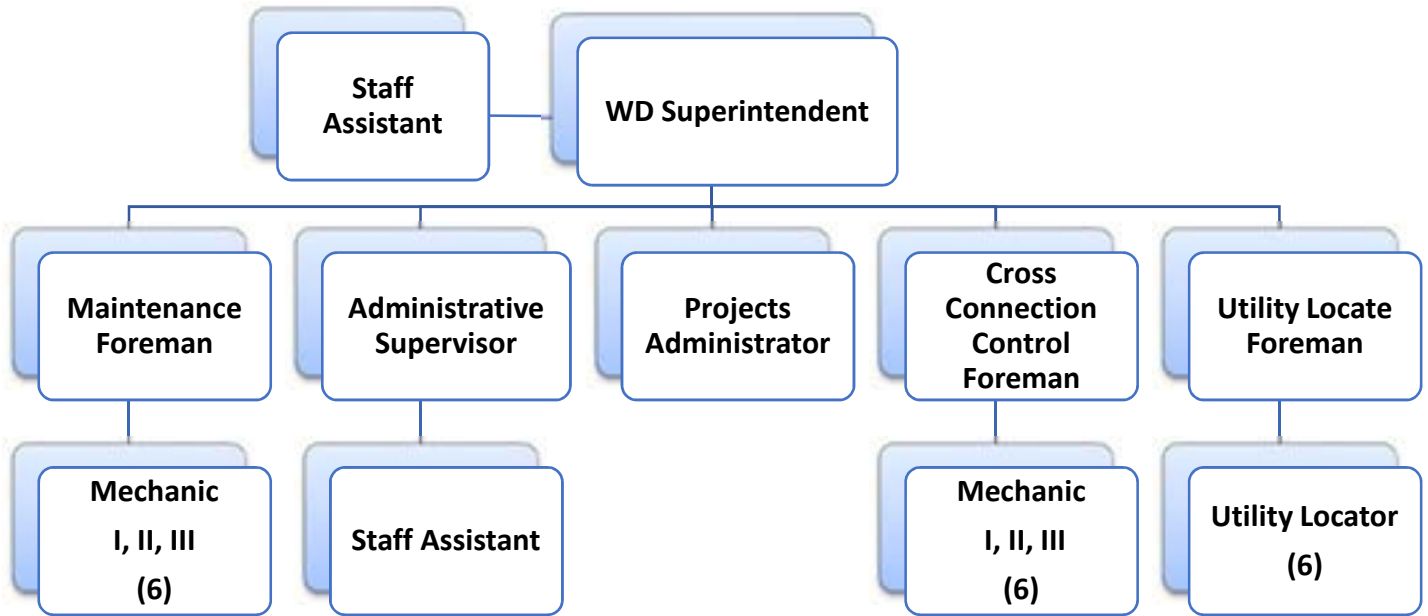 Staff
Assistant
WD Superintendent
Maintenance
Foreman
Administrative
Supervisor
Projects
Administrator
Cross
Connection
Control
Foreman
Utility Locate
Foreman
Mechanic
I, II, III
(6)
Staff Assistant
Mechanic
I, II, III
(6)
Utility Locator
(6)